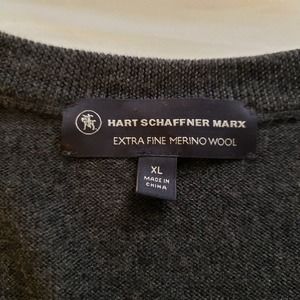 HART SCHAFFNER MARX
EXTRA FINE MERINO WOOL
XL
MADE IN
CHINA